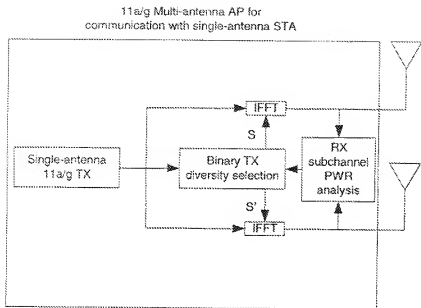 11a/g Multi-antenna AP for
communication with single-antenna STA
IFFT
S
Single-antenna
11a/g TX
Binary TX
diversity selection
RX
subchannel
PWR
analysis
S'
IFFT